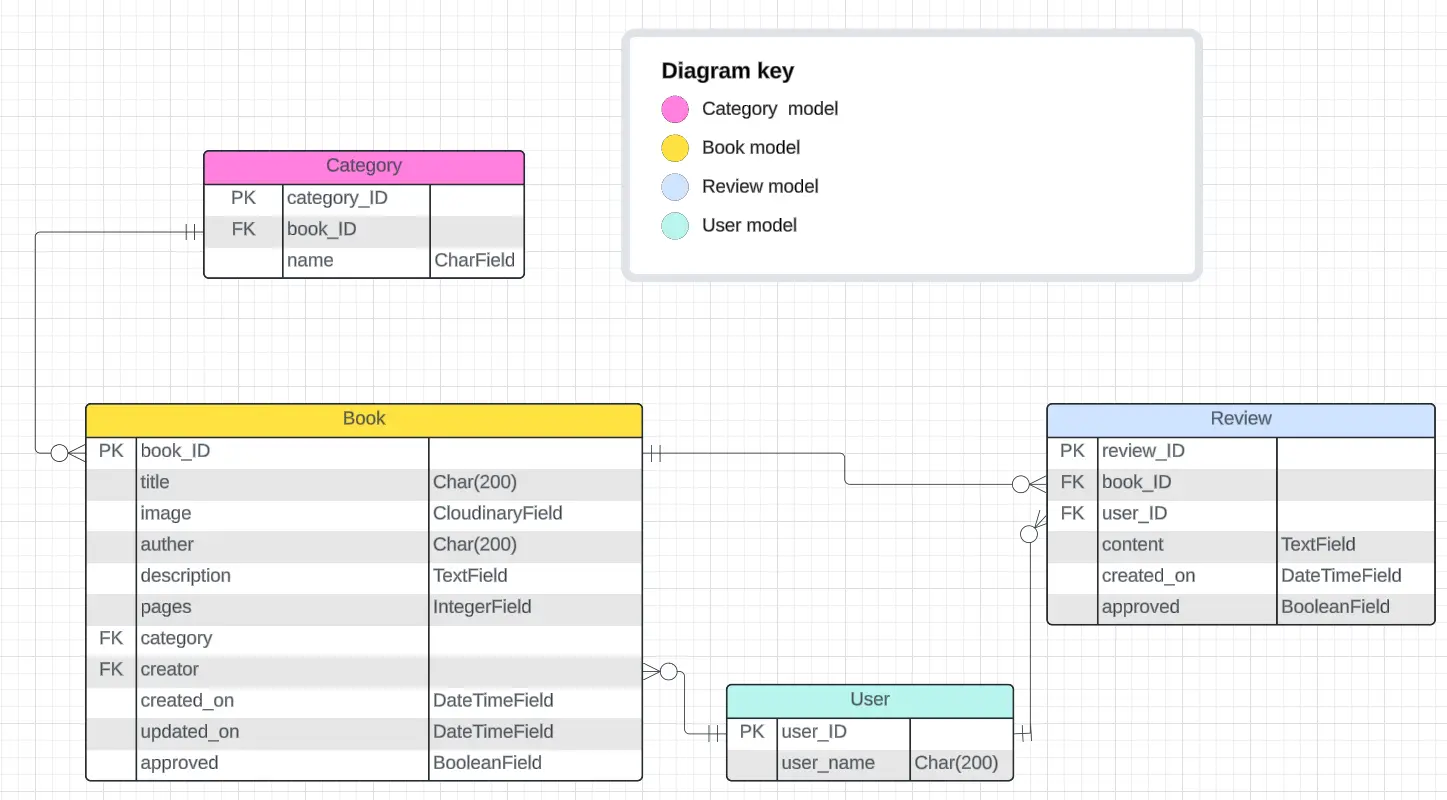 Diagram key
Category model
Book model
Review model
User model
Category
PK category_ID
FK book_ID
name CharField
Book
PK book_ID
title Char(200)
image CloudinaryField
auther Char(200)
description TextField
pages IntegerField
FK category
FK creator
created_on DateTimeField
updated_on DateTimeField
approved BooleanField
Review
PK review_ID
FK book_ID
FK user_ID
content TextField
created_on DateTimeField
approved BooleanField
User
PK user_ID
user_name Char(200)